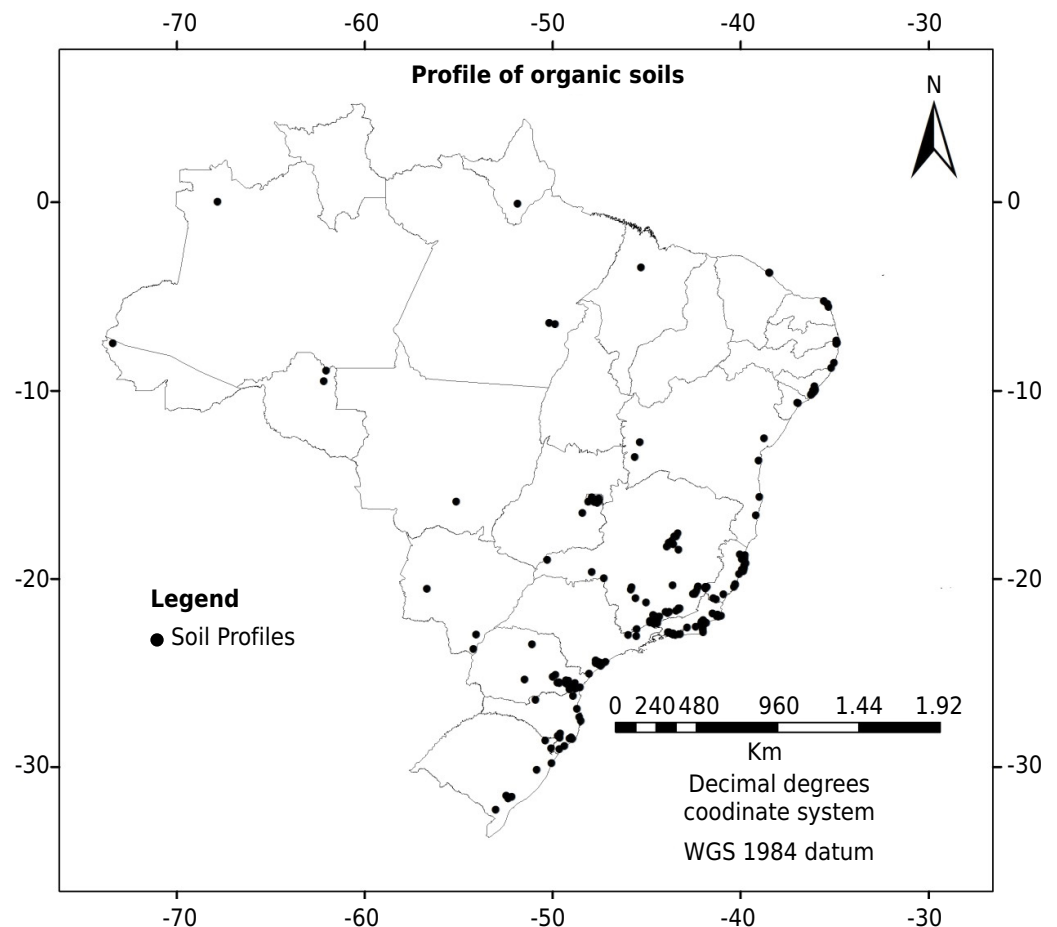 -70 -60 -50 -40 -30
Profile of organic soils
N
0 0
-10 -10
-20 -20
Legend
Soil Profiles
0 240 480 960 1.44 1.92
Km
-30 -30
Decimal degrees
coodinate system
WGS 1984 datum
-70 -60 -50 -40 -30